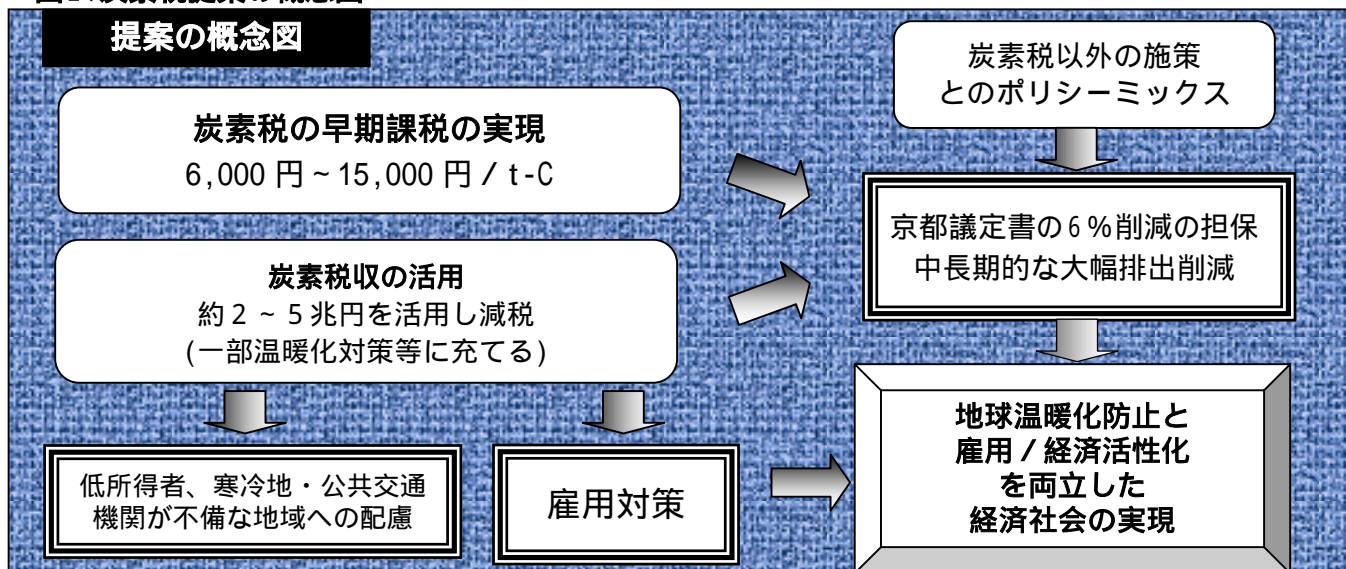 提案の概念図
炭素税の早期課税の実現
6,000 円~15,000 円 / t-C
炭素税収の活用
約 2 ~ 5 兆円を活用し減税
(一部温暖化対策等に充てる)
低所得者、寒冷地・公共交通
機関が不備な地域への配慮
雇用対策
炭素税以外の施策
とのポリシーミックス
京都議定書の6%削減の担保
中長期的な大幅排出削減
地球温暖化防止と
雇用/経済活性化
を両立した
経済社会の実現